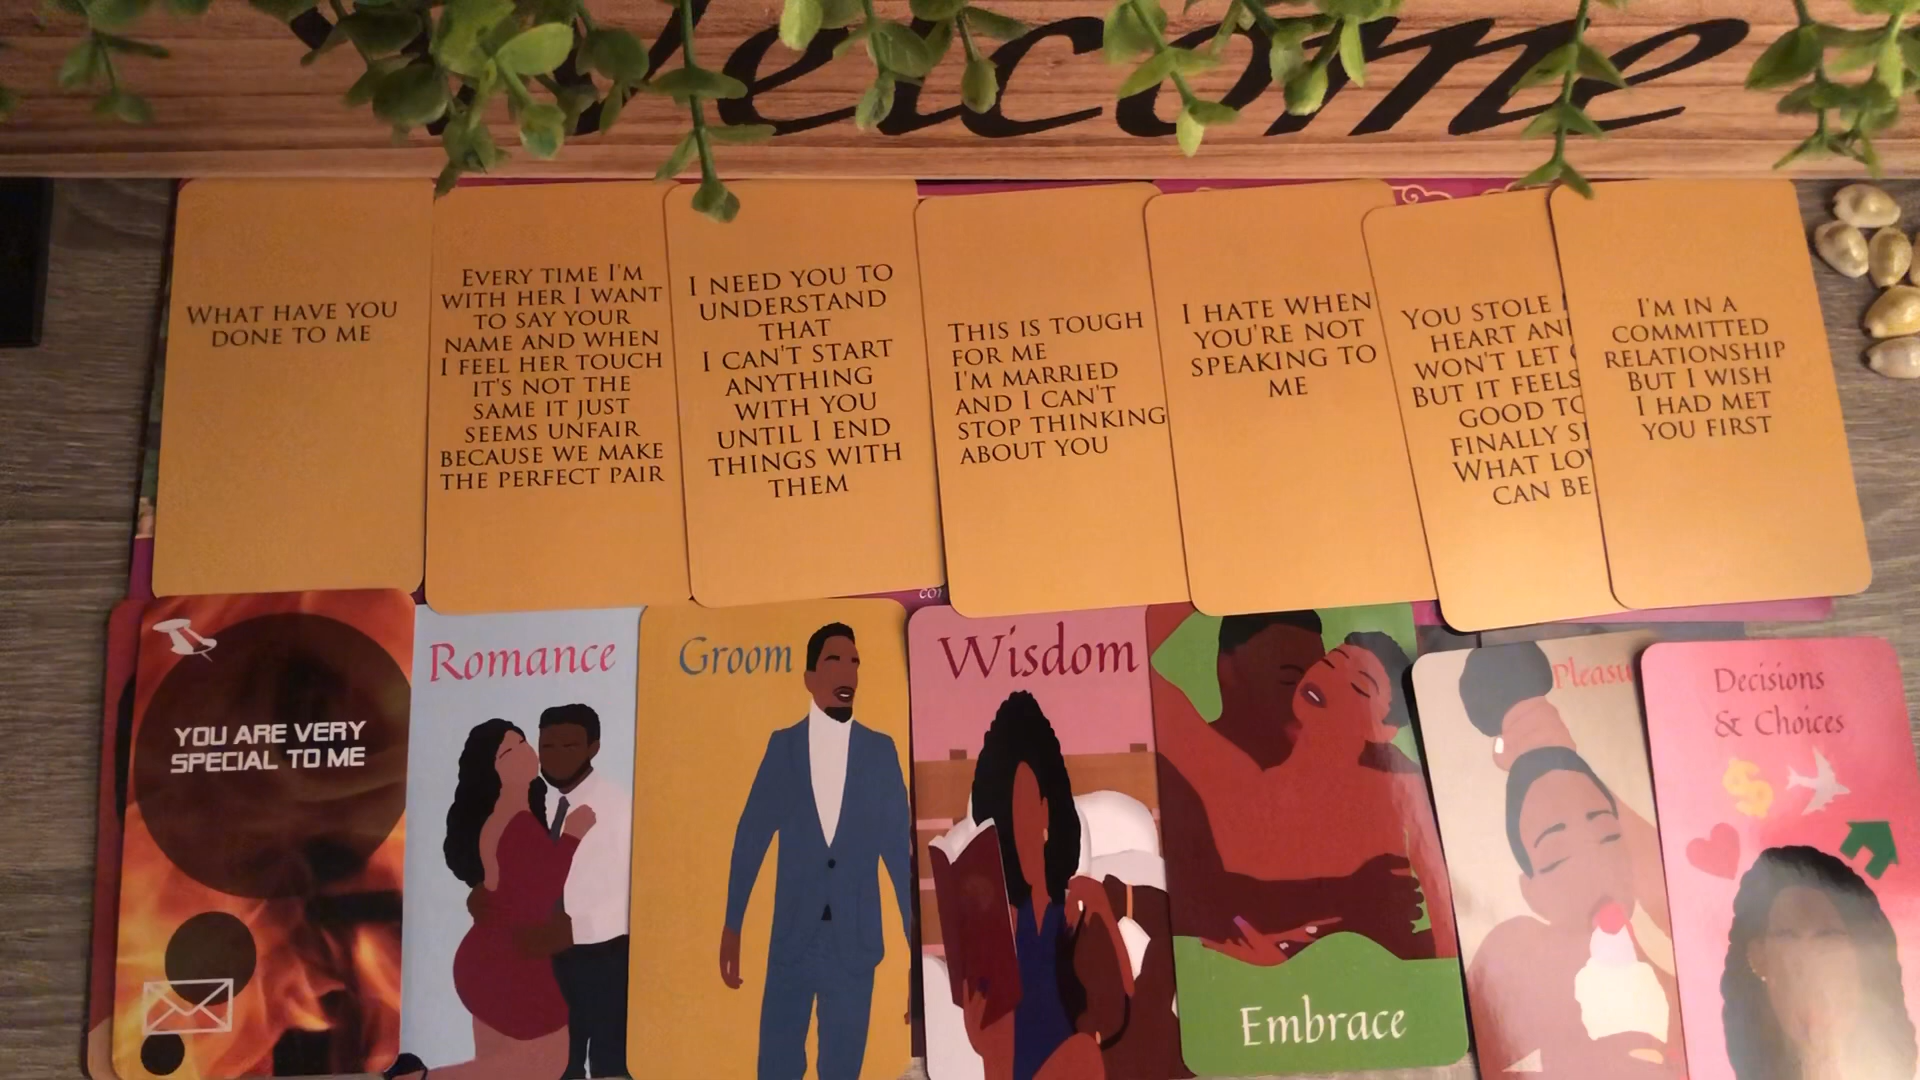 Welcome
WHAT HAVE YOU
DONE TO ME
EVERY TIME I'M
WITH HER I WANT
TO SAY YOUR
NAME AND WHEN
I FEEL HER TOUCH
IT'S NOT THE
SAME IT JUST
SEEMS UNFAIR
BECAUSE WE MAKE
THE PERFECT PAIR
I NEED YOU TO
UNDERSTAND
THAT
I CAN'T START
ANYTHING
WITH YOU
UNTIL I END
THINGS WITH
THEM
THIS IS TOUGH
FOR ME
I'M MARRIED
AND I CAN'T
STOP THINKING
ABOUT YOU
I HATE WHEN
YOU'RE NOT
SPEAKING TO
ME
YOU STOLE
HEART
WON'T LET
BUT IT FEELS
GOOD
FINALLY
WHAT
CAN BE
I'M IN A
COMMITTED
RELATIONSHIP
BUT I WISH
I HAD MET
YOU FIRST
YOU ARE VERY
SPECIAL TO ME
Romance
Groom
Wisdom
Embrace
Decisions
& Choices